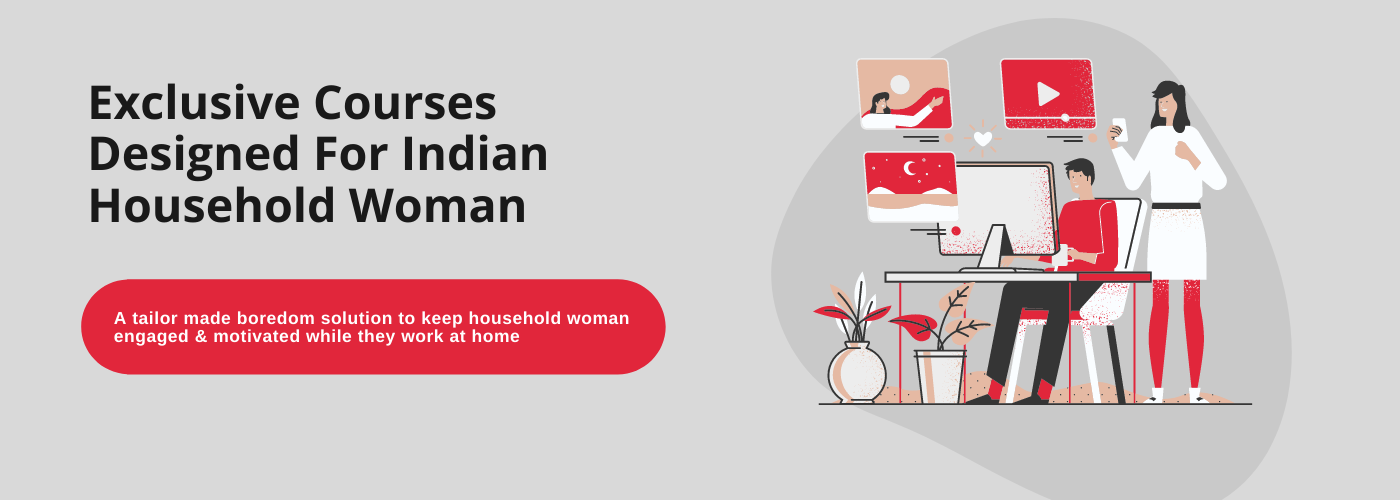 Exclusive Courses
Designed For Indian
Household Woman
A tailor made boredom solution to keep household woman
engaged & motivated while they work at home